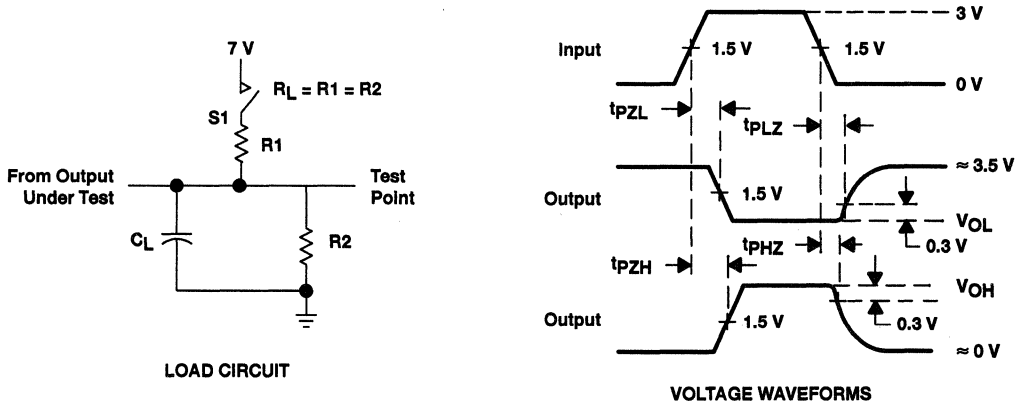 7 V
RL = R1 = R2
S1
R1
From Output
Under Test
Test
Point
CL
R2
LOAD CIRCUIT
3 V
Input
1.5 V
1.5 V
0 V
tPZL
tPLZ
≈ 3.5 V
Output
1.5 V
VOL
0.3 V
tPZH
tPHZ
VOH
Output
1.5 V
0.3 V
≈ 0 V
VOLTAGE WAVEFORMS